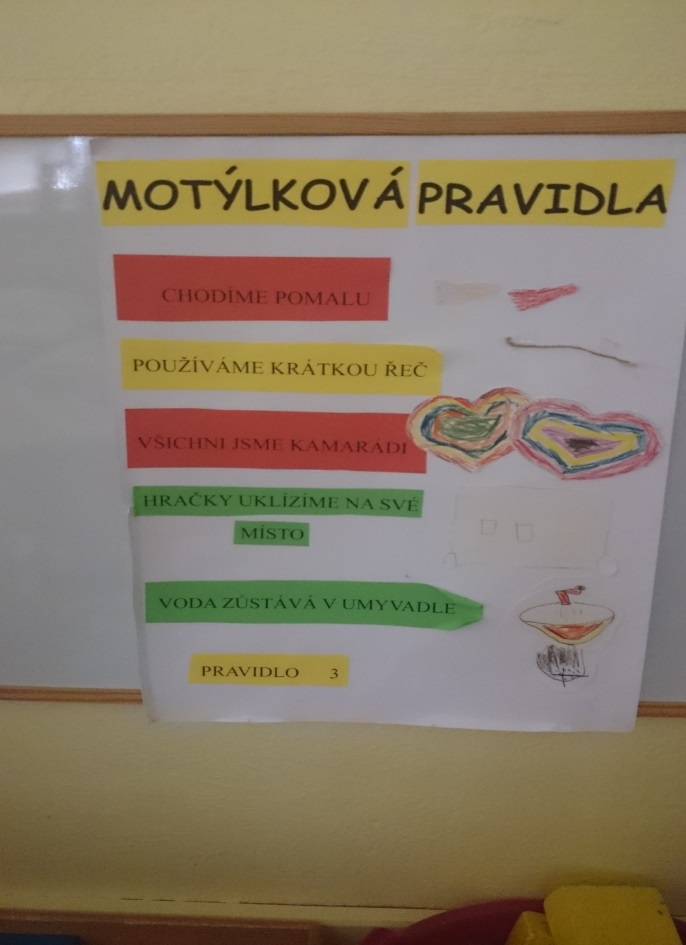 MOTÝLKOVÁ PRAVIDLA
CHODÍME POMALU
POUŽÍVÁME KRÁTKOU ŘEČ
VŠICHNI JSME KAMARÁDI
HRAČKY UKLÍZÍME NA SVÉ
MÍSTO
VODA ZŮSTÁVÁ V UMYVADLE
PRAVIDLO 3